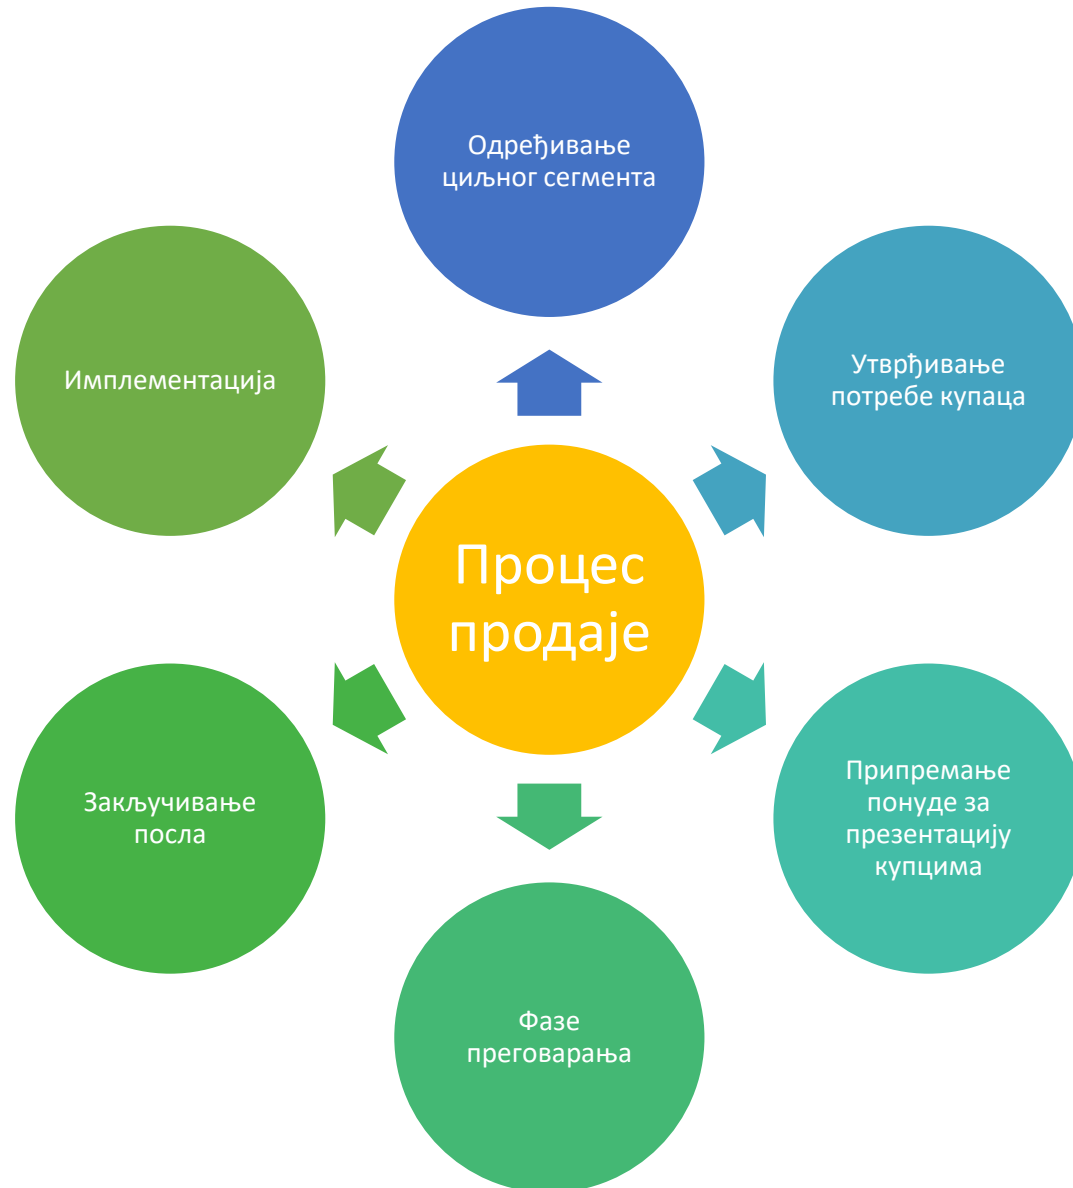 Одређивање
циљног сегмента
Утврђивање
потребе купаца
Припремање
понуде за
презентацију
купцима
Фазе
преговарања
Закључивање
посла
Имплементација
Процес
продаје